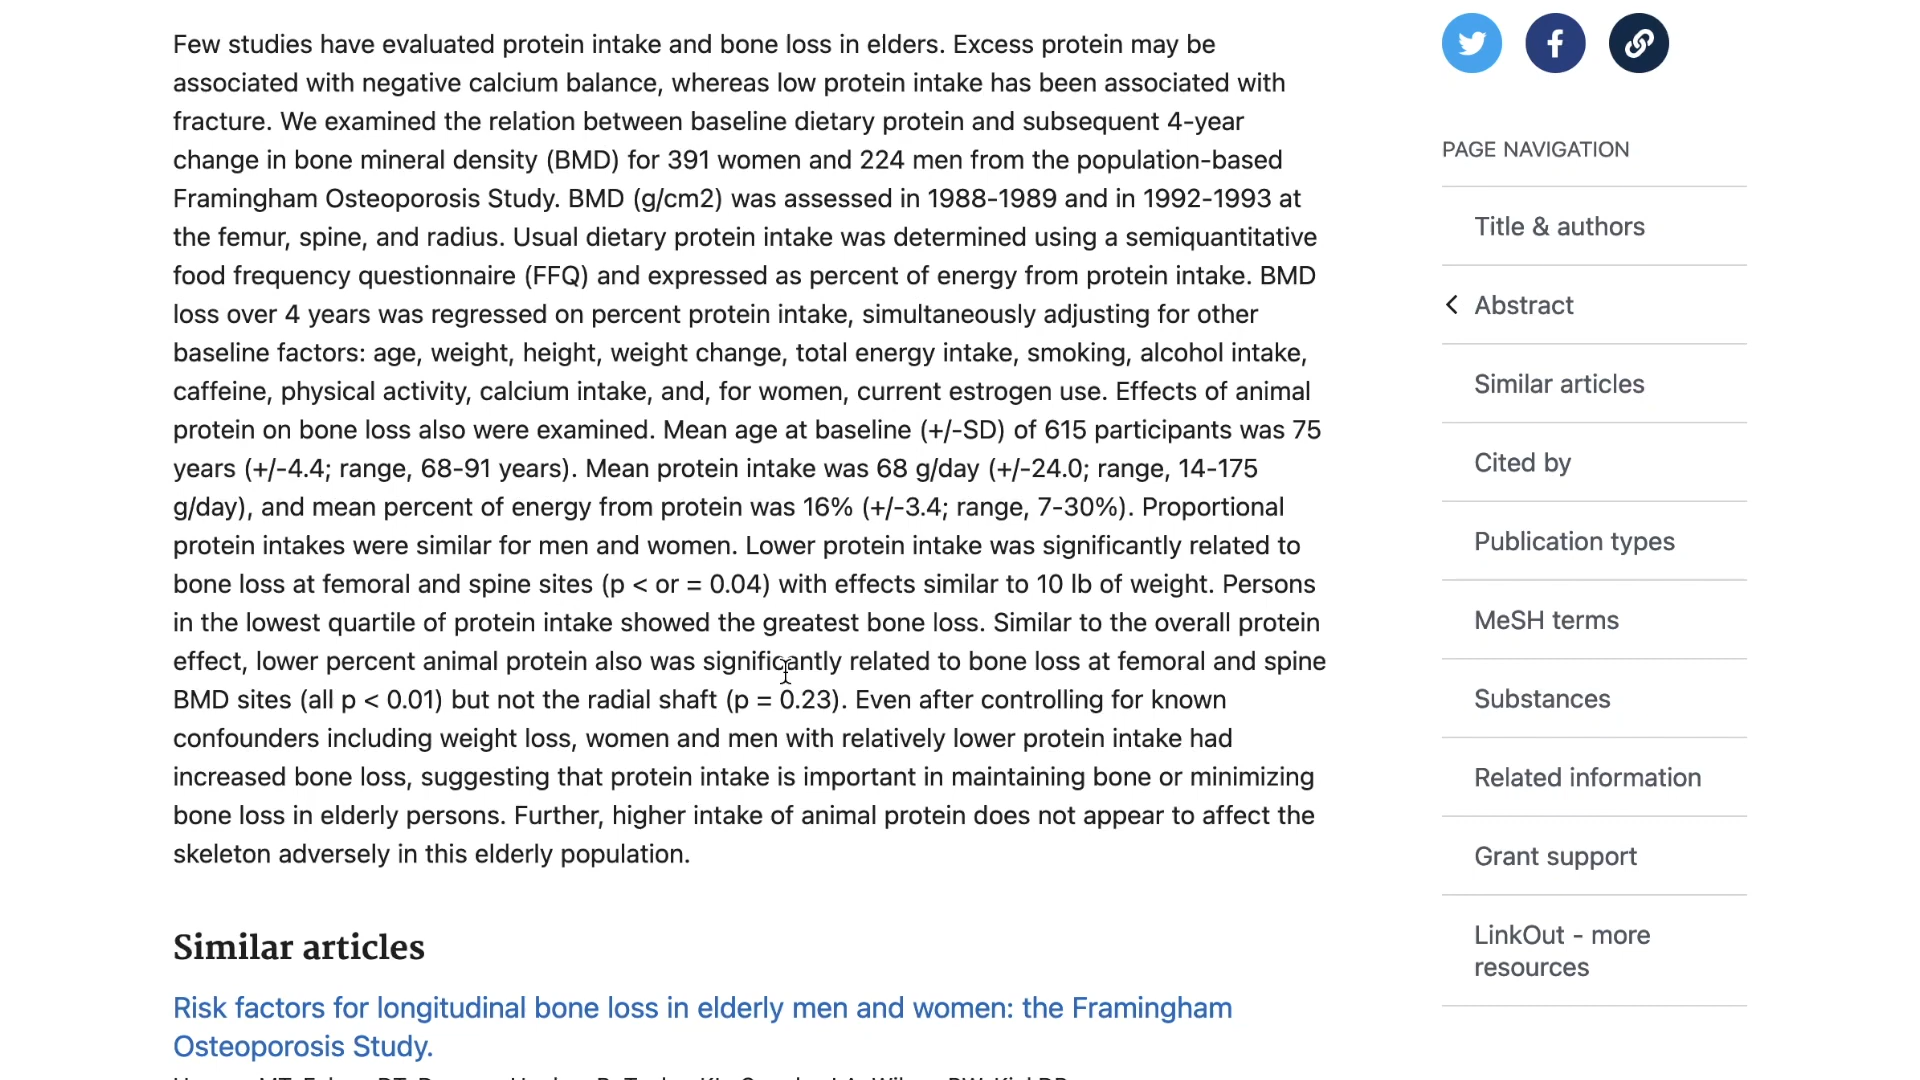 Few studies have evaluated protein intake and bone loss in elders. Excess protein may be
associated with negative calcium balance, whereas low protein intake has been associated with
fracture. We examined the relation between baseline dietary protein and subsequent 4-year
change in bone mineral density (BMD) for 391 women and 224 men from the population-based
Framingham Osteoporosis Study. BMD (g/cm2) was assessed in 1988-1989 and in 1992-1993 at
the femur, spine, and radius. Usual dietary protein intake was determined using a semiquantitative
food frequency questionnaire (FFQ) and expressed as percent of energy from protein intake. BMD
loss over 4 years was regressed on percent protein intake, simultaneously adjusting for other
baseline factors: age, weight, height, weight change, total energy intake, smoking, alcohol intake,
caffeine, physical activity, calcium intake, and, for women, current estrogen use. Effects of animal
protein on bone loss also were examined. Mean age at baseline (+/-SD) of 615 participants was 75
years (+/-4.4; range, 68-91 years). Mean protein intake was 68 g/day (+/-24.0; range, 14-175
g/day), and mean percent of energy from protein was 16% (+/-3.4; range, 7-30%). Proportional
protein intakes were similar for men and women. Lower protein intake was significantly related to
bone loss at femoral and spine sites (p < or = 0.04) with effects similar to 10 lb of weight. Persons
in the lowest quartile of protein intake showed the greatest bone loss. Similar to the overall protein
effect, lower percent animal protein also was significantly related to bone loss at femoral and spine
BMD sites (all p < 0.01) but not the radial shaft (p = 0.23). Even after controlling for known
confounders including weight loss, women and men with relatively lower protein intake had
increased bone loss, suggesting that protein intake is important in maintaining bone or minimizing
bone loss in elderly persons. Further, higher intake of animal protein does not appear to affect the
skeleton adversely in this elderly population.
Similar articles
Risk factors for longitudinal bone loss in elderly men and women: the Framingham
Osteoporosis Study.
PAGE NAVIGATION
Title & authors
Abstract
Similar articles
Cited by
Publication types
MeSH terms
Substances
Related information
Grant support
LinkOut - more
resources